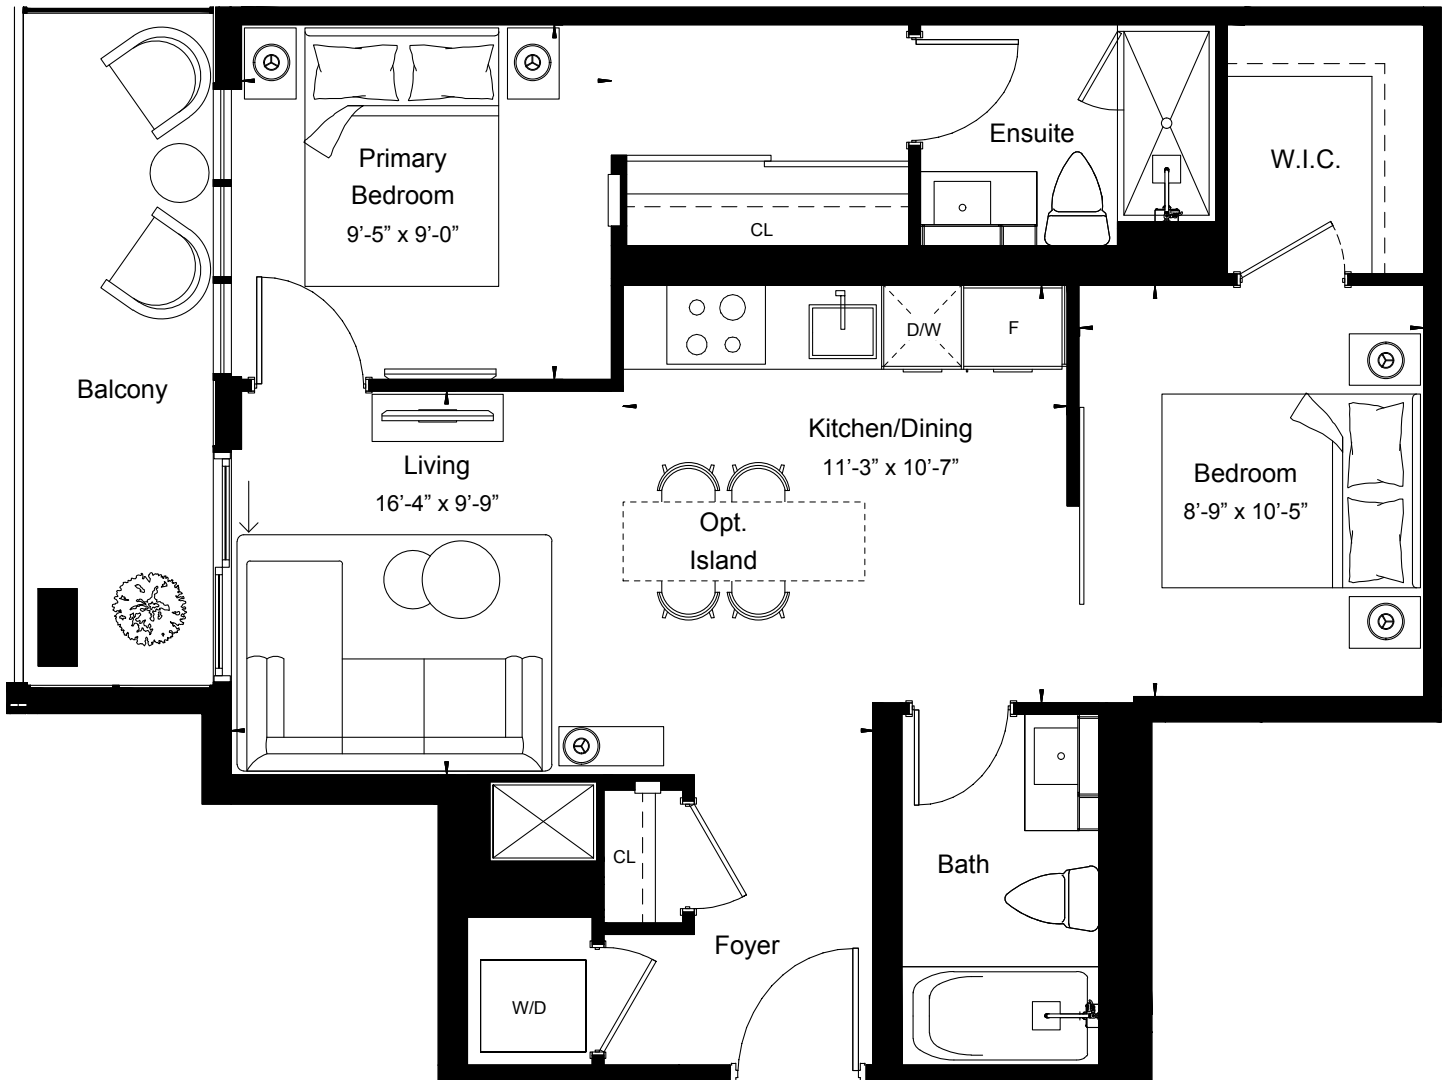 Primary
Bedroom
9'-5” x 9'-0”
CL
Ensuite
W.I.C.
Balcony
D/W
F
Living
16'-4” x 9'-9”
Kitchen/Dining
11'-3” x 10'-7”
Opt.
Island
Bedroom
8'-9” x 10'-5”
CL
Bath
Foyer
W/D